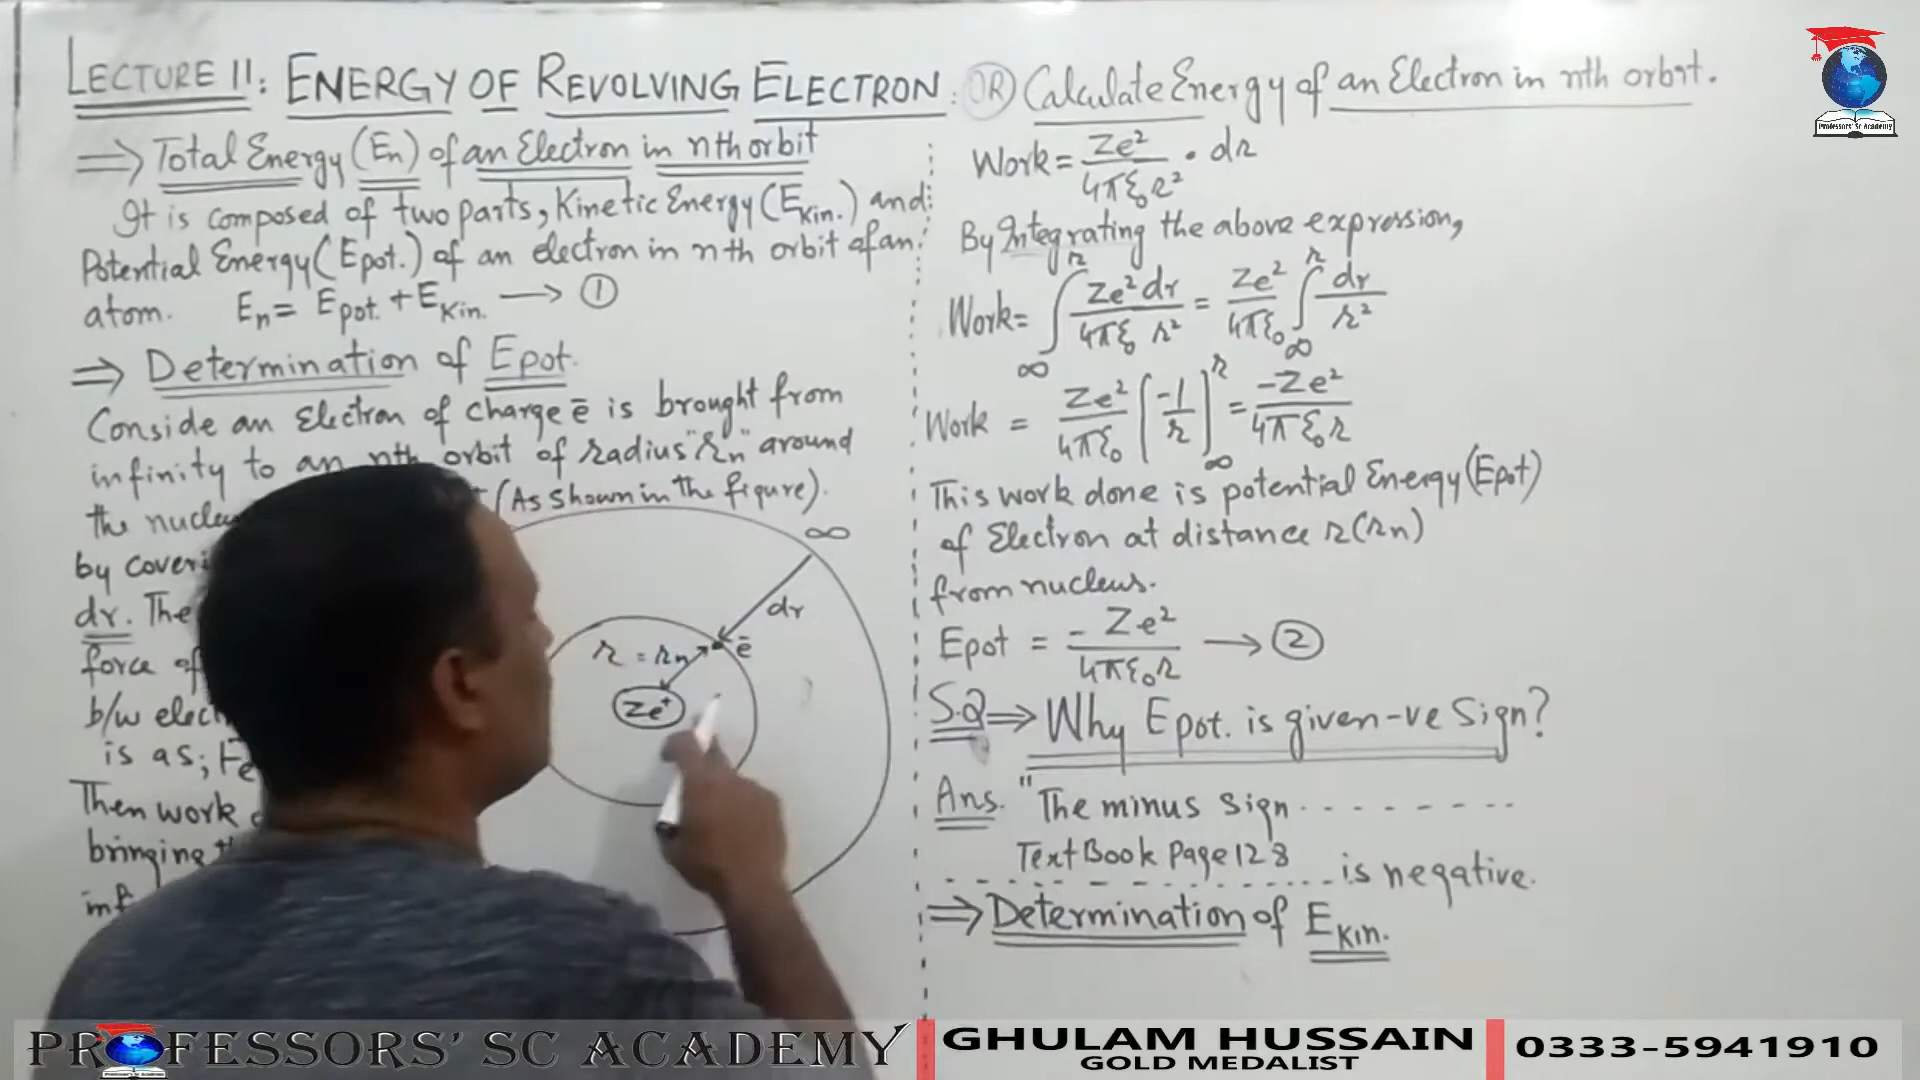 LECTURE 11: ENERGY OF REVOLVING ELECTRON. OR Calculate Energy of an Electron in nth orbit.
⟹ Total Energy (En) of an Electron in nth orbit
It is composed of two parts, Kinetic Energy (EKin.) and
Potential Energy (Epot.) of an electron in nth orbit of an
atom. En = Epot. + EKin. ⟶ ①
⟹ Determination of Epot.
Conside an Electron of charge ē is brought from
infinity to an nth orbit of radius "rn" around
the nucleu (As shown in the figure).
by coveri
dr. The
force of
b/w elec
is as; Fe
Then work
bringing
inf
∞
dr
r = rn
ē
Ze⁺
Work = Ze²/4πε₀r² . dr
By Integrating the above expression,
Work = ∫∞^r Ze²dr/4πε₀ r² = Ze²/4πε₀ ∫∞^r dr/r²
Work = Ze²/4πε₀ (-1/r]∞^r = -Ze²/4πε₀r
This work done is potential Energy (Epot)
of Electron at distance r(rn)
from nucleus.
Epot = - Ze²/4πε₀r ⟶ ②
S.Q ⟹ Why Epot. is given -ve Sign?
Ans. "The minus sign - - - - - - - -
TextBook Page 128
- - - - - - - - - - - - is negative.
⟹ Determination of EKin.
Professors' Sc Academy
PROFESSORS' SC ACADEMY
GHULAM HUSSAIN
GOLD MEDALIST
0333-5941910